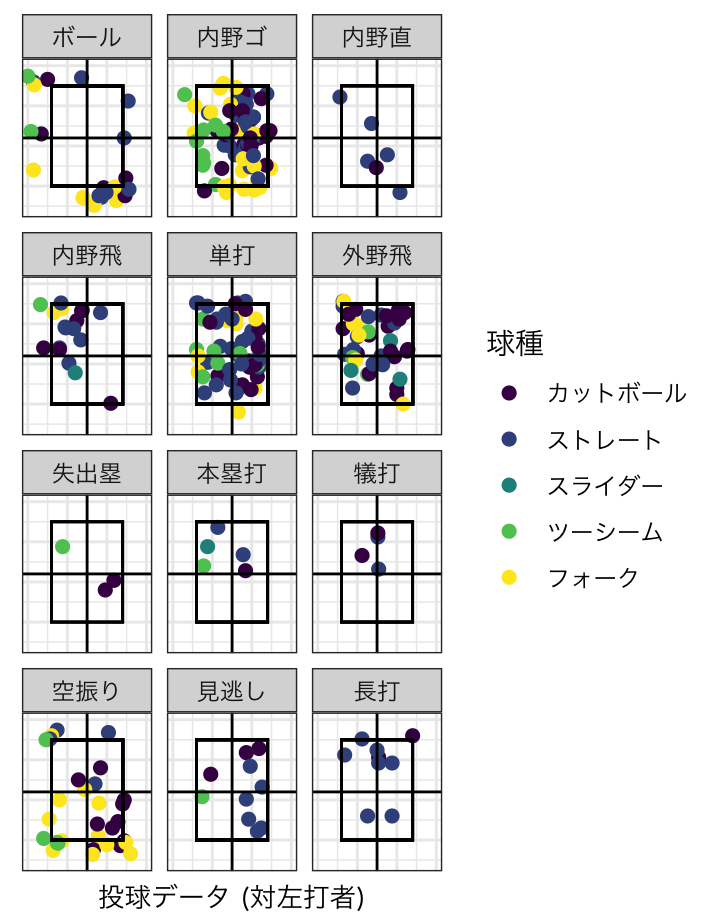 ボール
内野ゴ
内野直
内野飛
単打
外野飛
失出塁
本塁打
犠打
空振り
見逃し
長打
球種
カットボール
ストレート
スライダー
ツーシーム
フォーク
投球データ (対左打者)